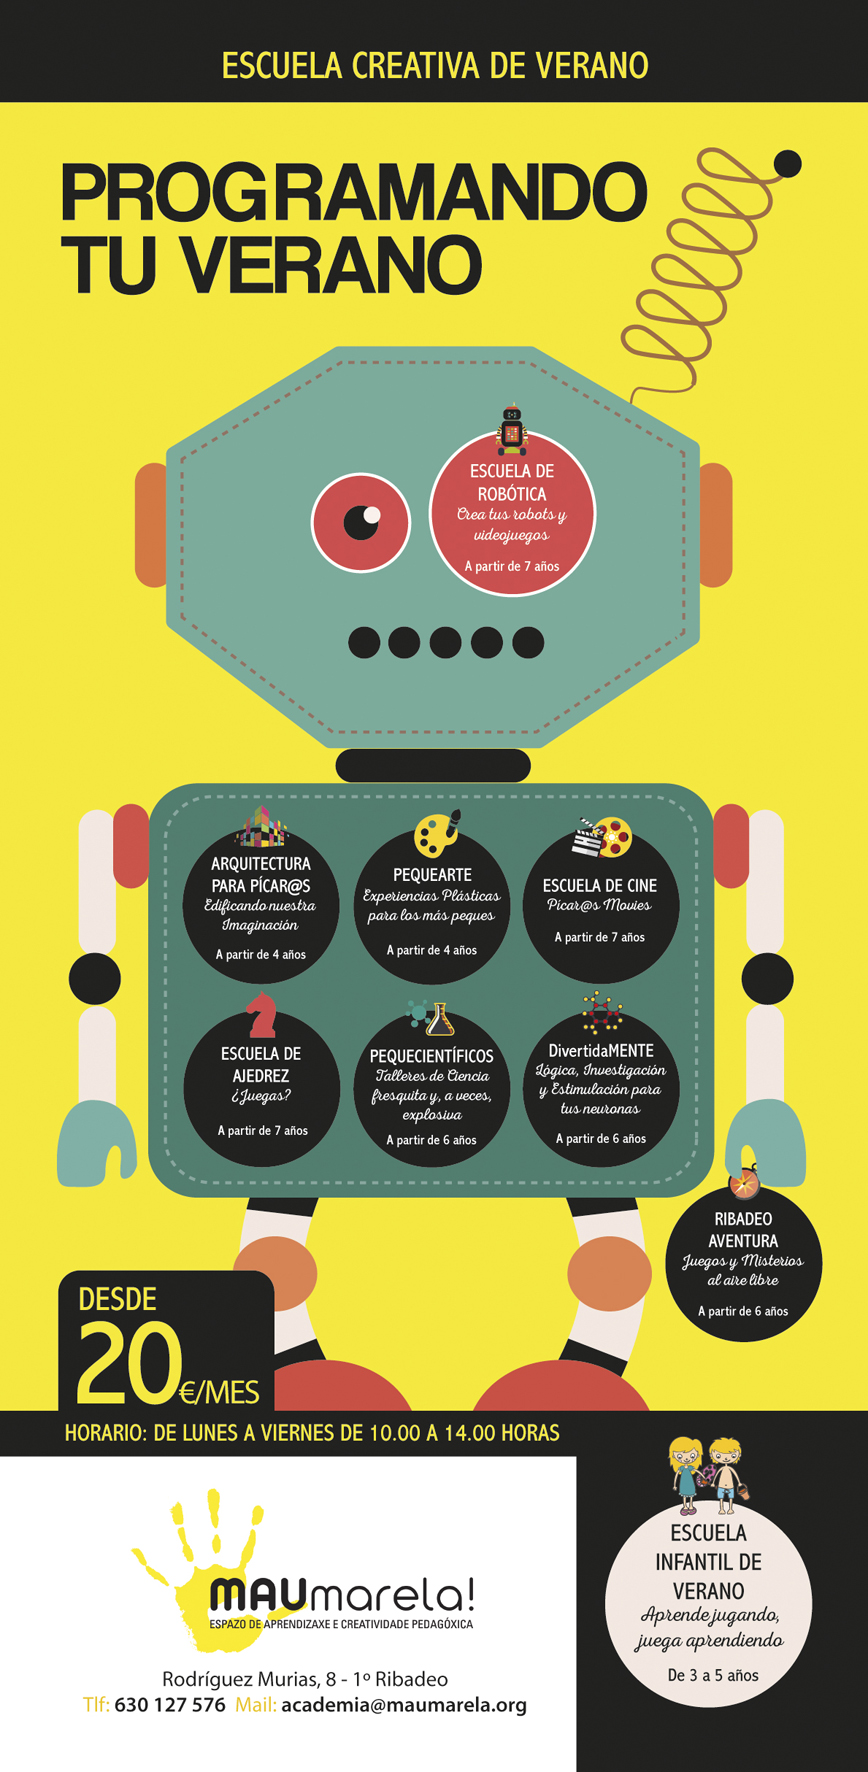 ESCUELA CREATIVA DE VERANO
PROGRAMANDO
TU VERANO
ESCUELA DE
ROBÓTICA
Crea tus robots y
videojuegos
A partir de 7 años
ARQUITECTURA
PARA PÍCAR@S
Edificando nuestra
Imaginación
A partir de 4 años
PEQUEARTE
Experiencias Plásticas
para los más peques
A partir de 4 años
ESCUELA DE CINE
Pícar@s Movies
A partir de 7 años
ESCUELA DE
AJEDREZ
¿Juegas?
A partir de 7 años
PEQUECIENTÍFICOS
Talleres de Ciencia
fresquita y, a veces,
explosiva
A partir de 6 años
DivertidaMENTE
Lógica, Investigación
y Estimulación para
tus neuronas
A partir de 6 años
RIBADEO
AVENTURA
Juegos y Misterios
al aire libre
A partir de 6 años
DESDE
20€/MES
HORARIO: DE LUNES A VIERNES DE 10.00 A 14.00 HORAS
MAUmarela!
ESPAZO DE APRENDIZAXE E CREATIVIDADE PEDAGÓXICA
Rodríguez Murias, 8 - 1º Ribadeo
Tlf: 630 127 576 Mail: academia@maumarela.org
ESCUELA
INFANTIL DE
VERANO
Aprende jugando,
juega aprendiendo
De 3 a 5 años